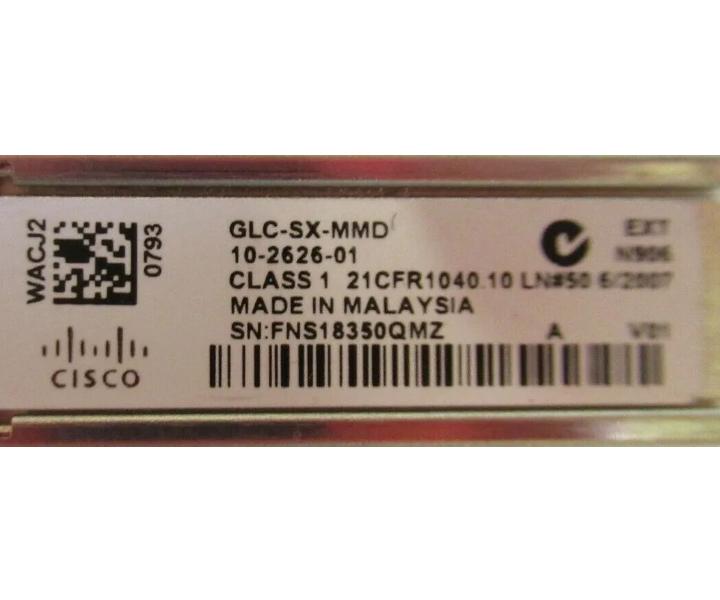 WACJ2
0793
GLC-SX-MMD EXT
10-2626-01 N906
CLASS 1 21CFR1040.10 LN#50 6/2007
MADE IN MALAYSIA
SN:FNS18350QMZ A V01
CISCO